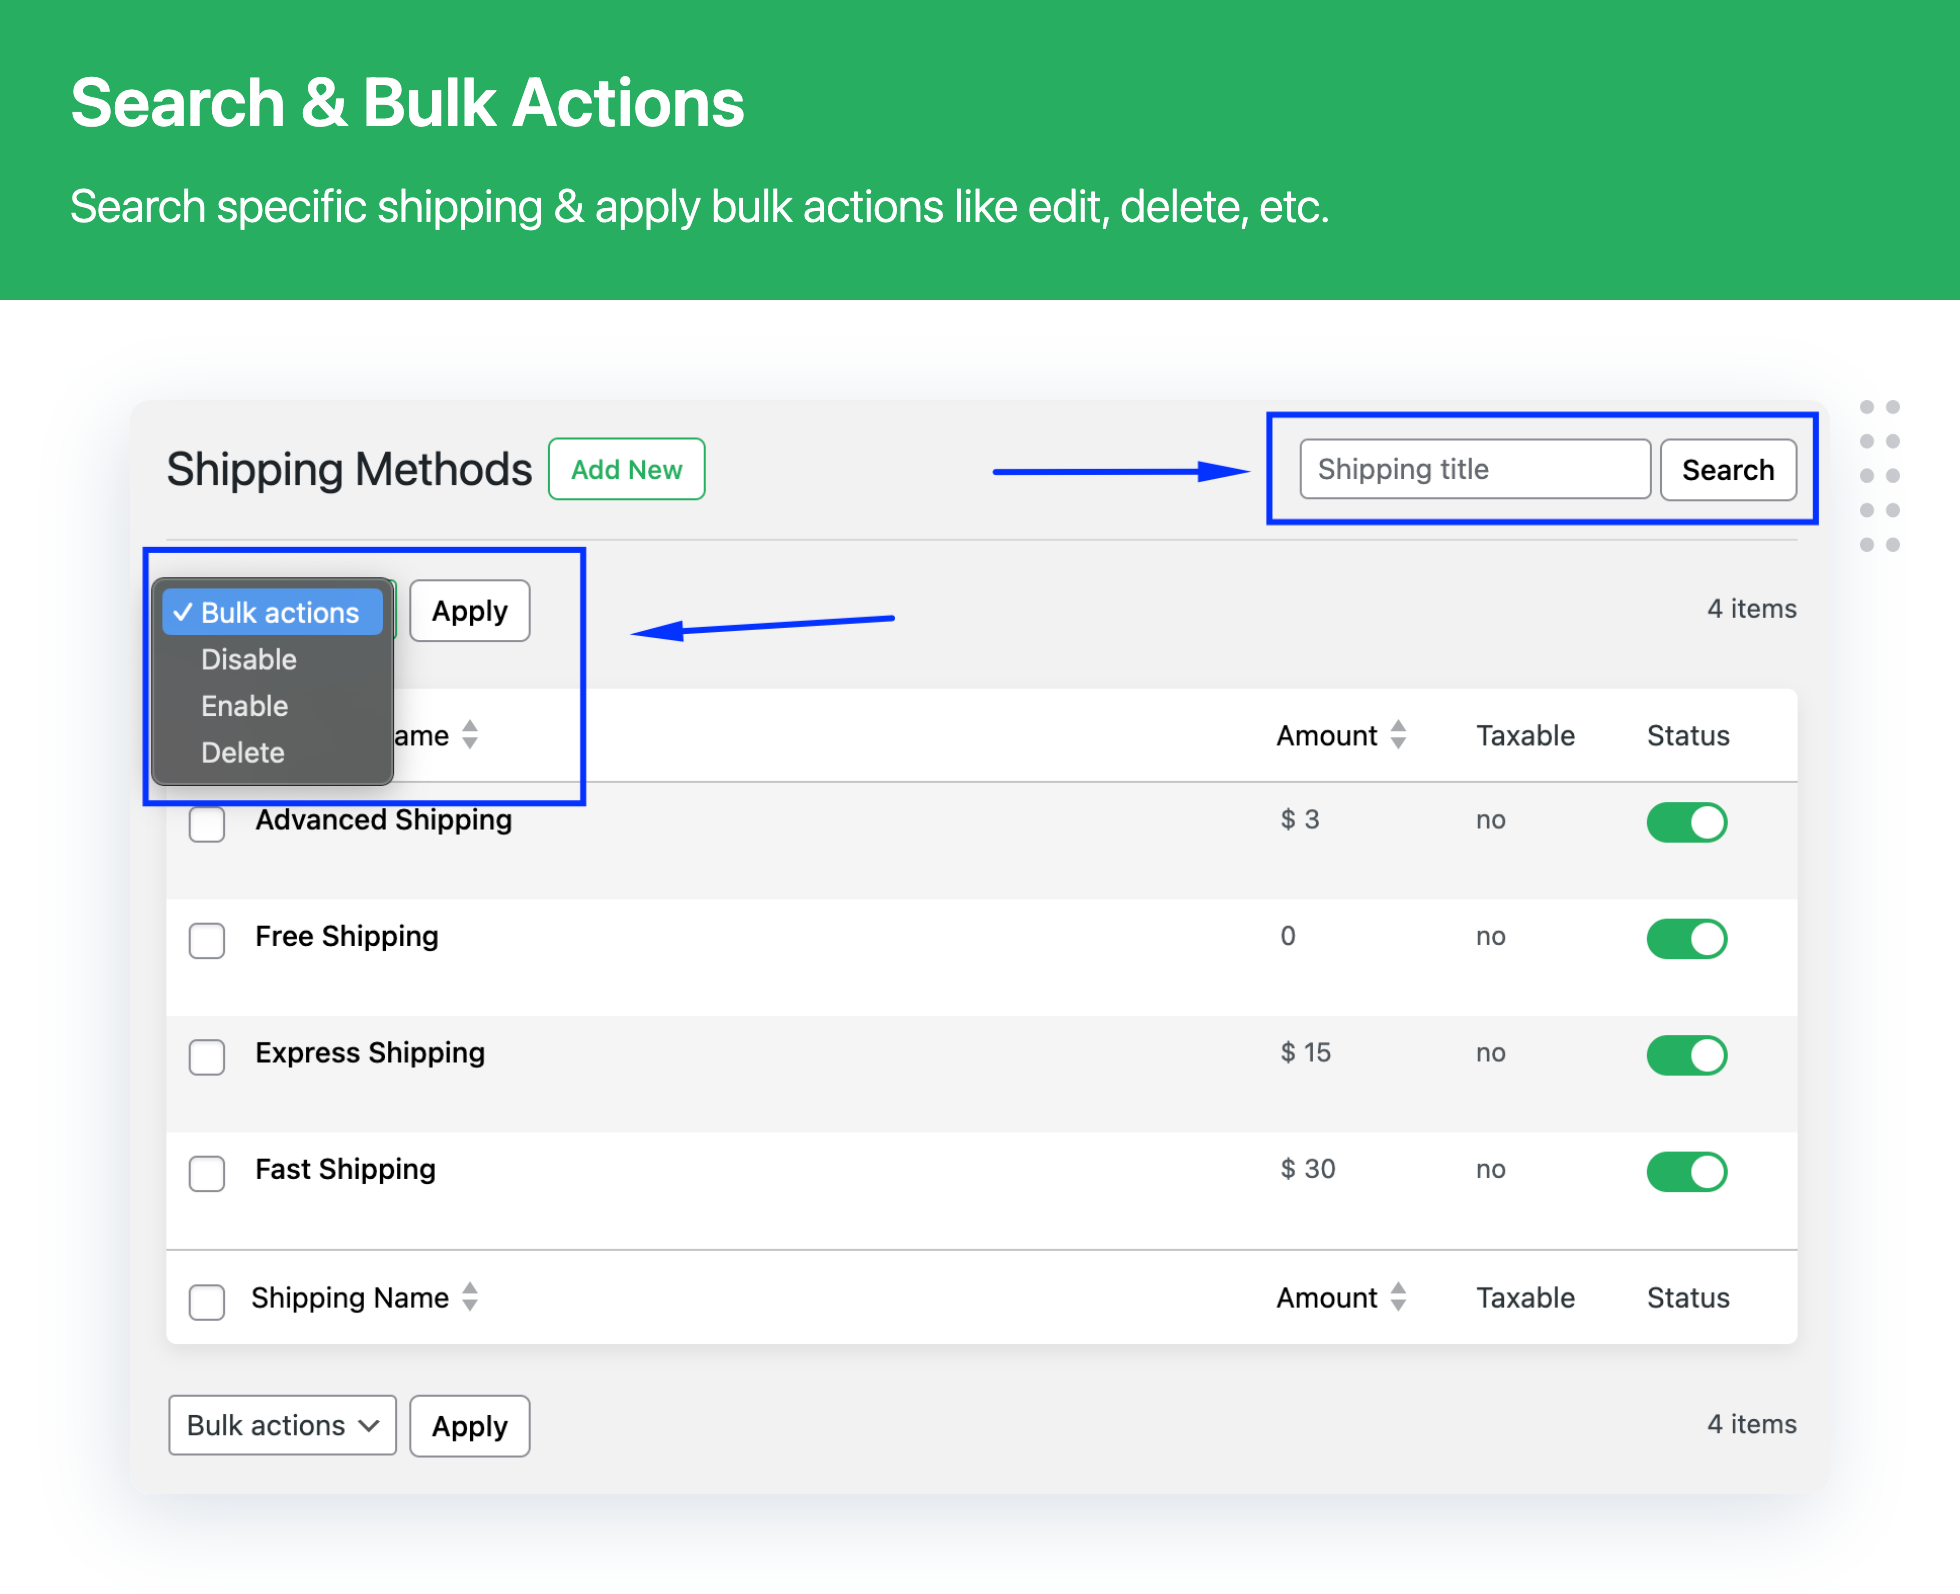 Search & Bulk Actions
Search specific shipping & apply bulk actions like edit, delete, etc.
Shipping Methods Add New Shipping title Search
✓ Bulk actions Apply 4 items
Disable
Enable
Delete
ame Amount Taxable Status
Advanced Shipping $ 3 no
Free Shipping 0 no
Express Shipping $ 15 no
Fast Shipping $ 30 no
Shipping Name Amount Taxable Status
Bulk actions Apply 4 items